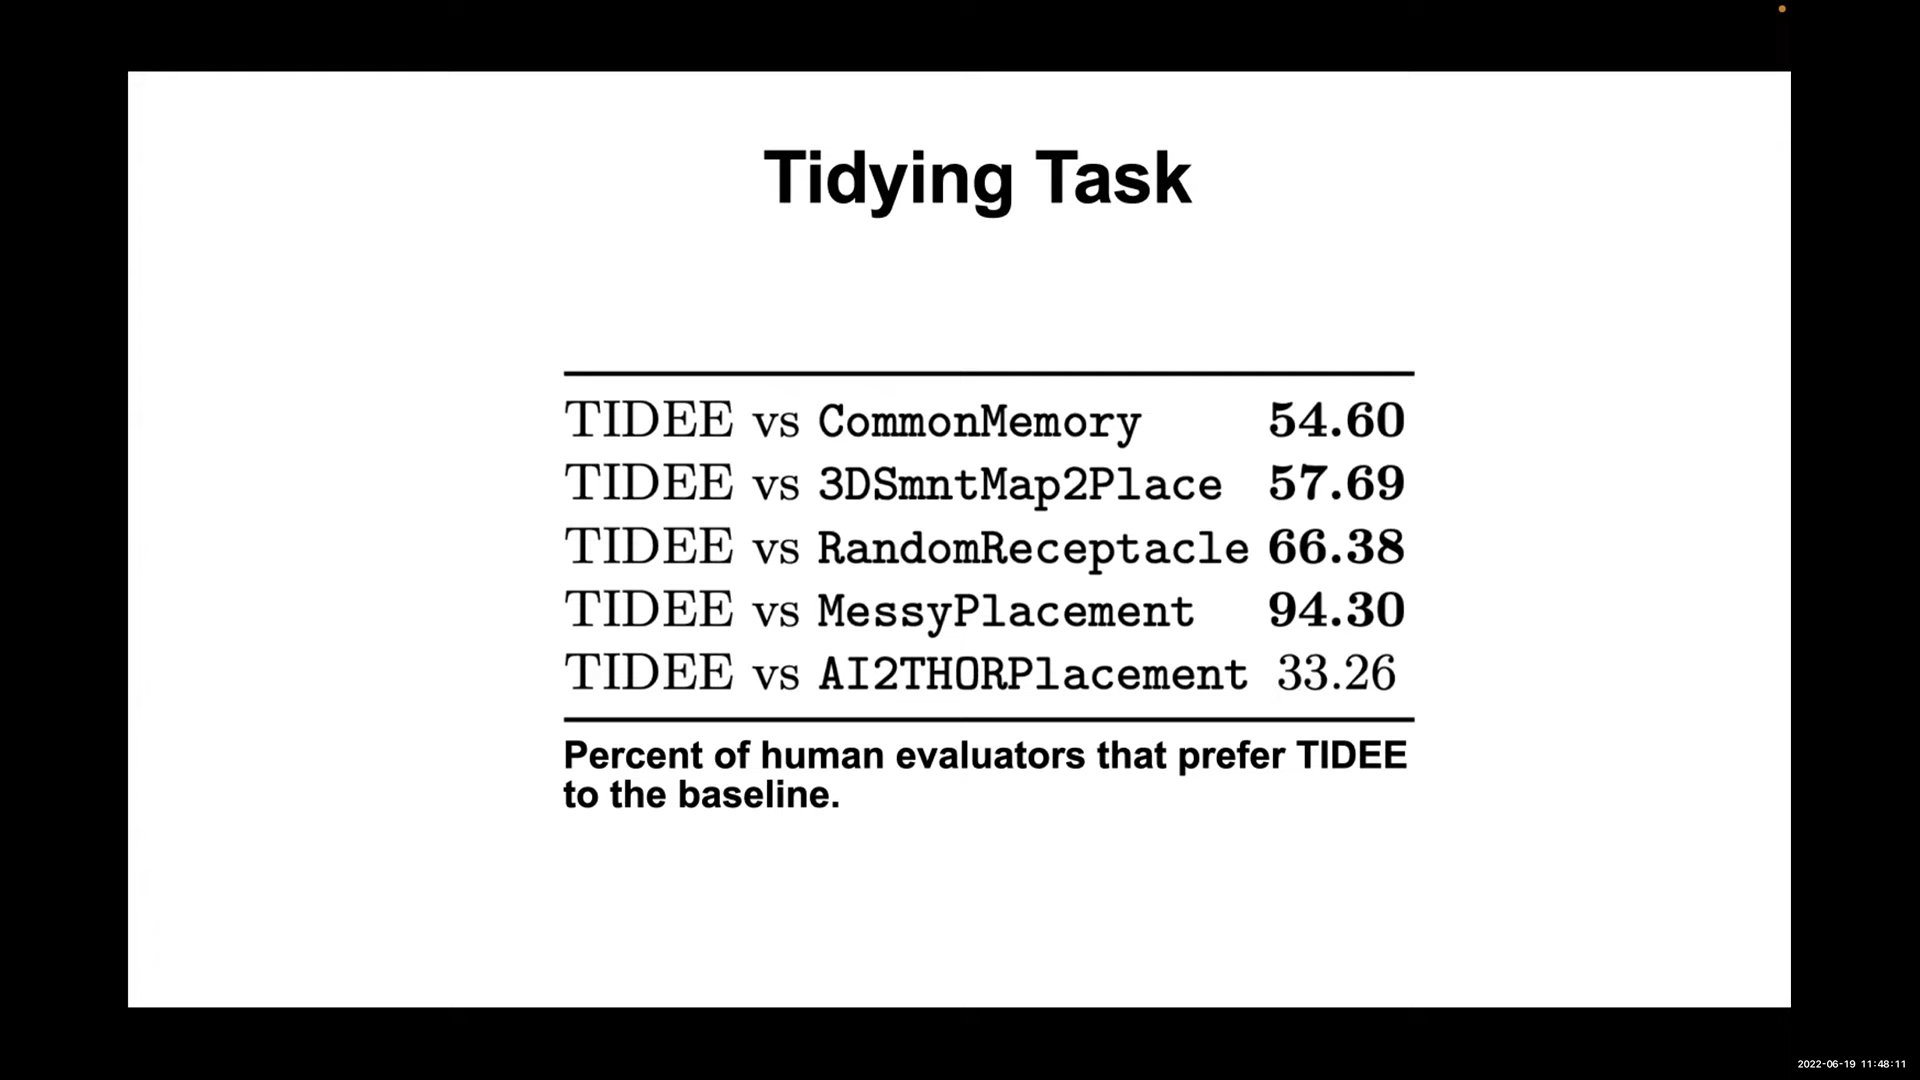 Tidying Task
TIDEE vs CommonMemory 54.60
TIDEE vs 3DSmntMap2Place 57.69
TIDEE vs RandomReceptacle 66.38
TIDEE vs MessyPlacement 94.30
TIDEE vs AI2THORPlacement 33.26
Percent of human evaluators that prefer TIDEE
to the baseline.
2022-06-19 11:48:11